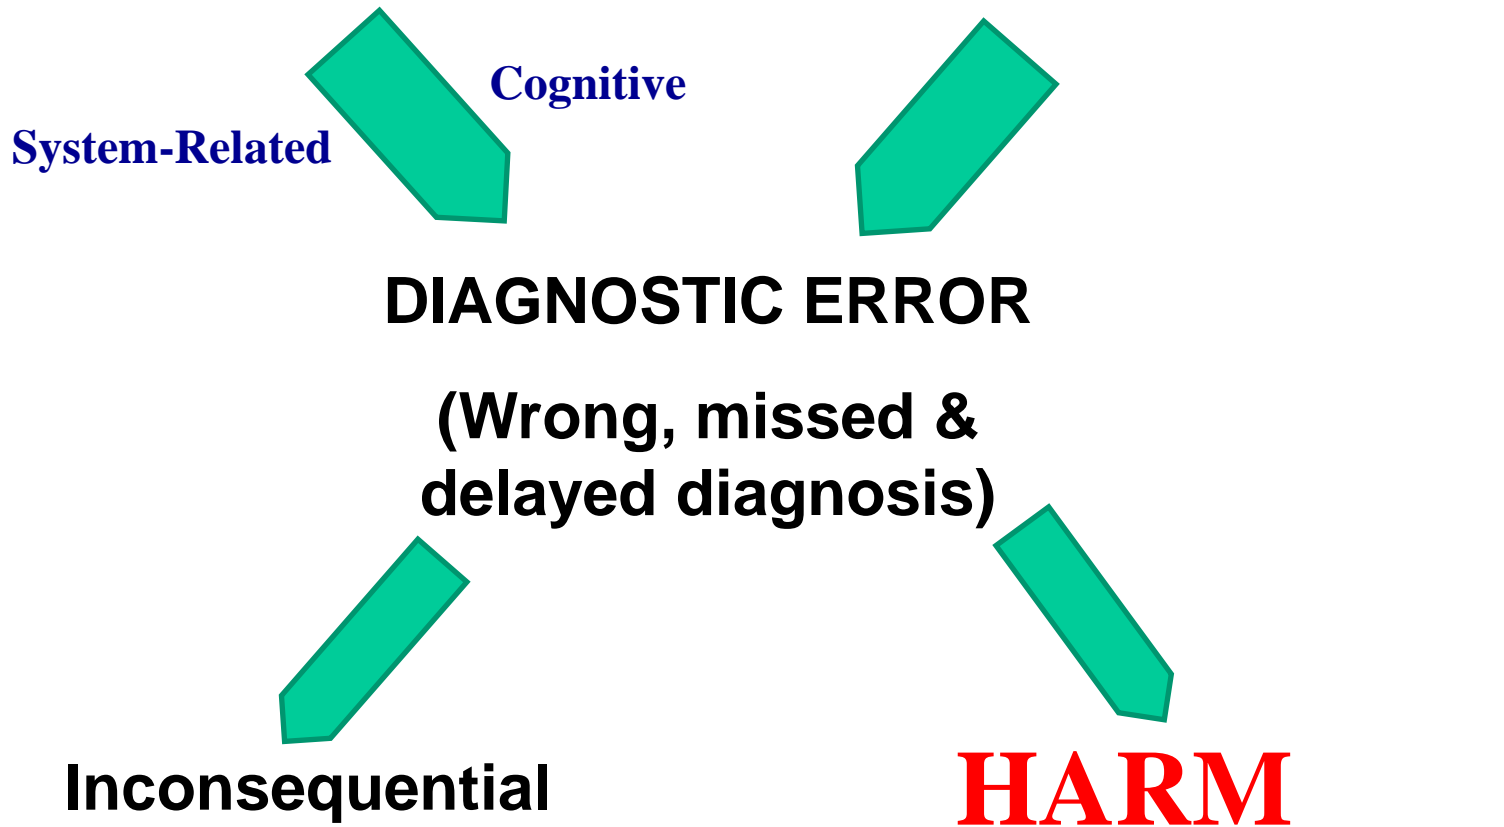 Cognitive
System-Related
DIAGNOSTIC ERROR
(Wrong, missed &
delayed diagnosis)
Inconsequential
HARM